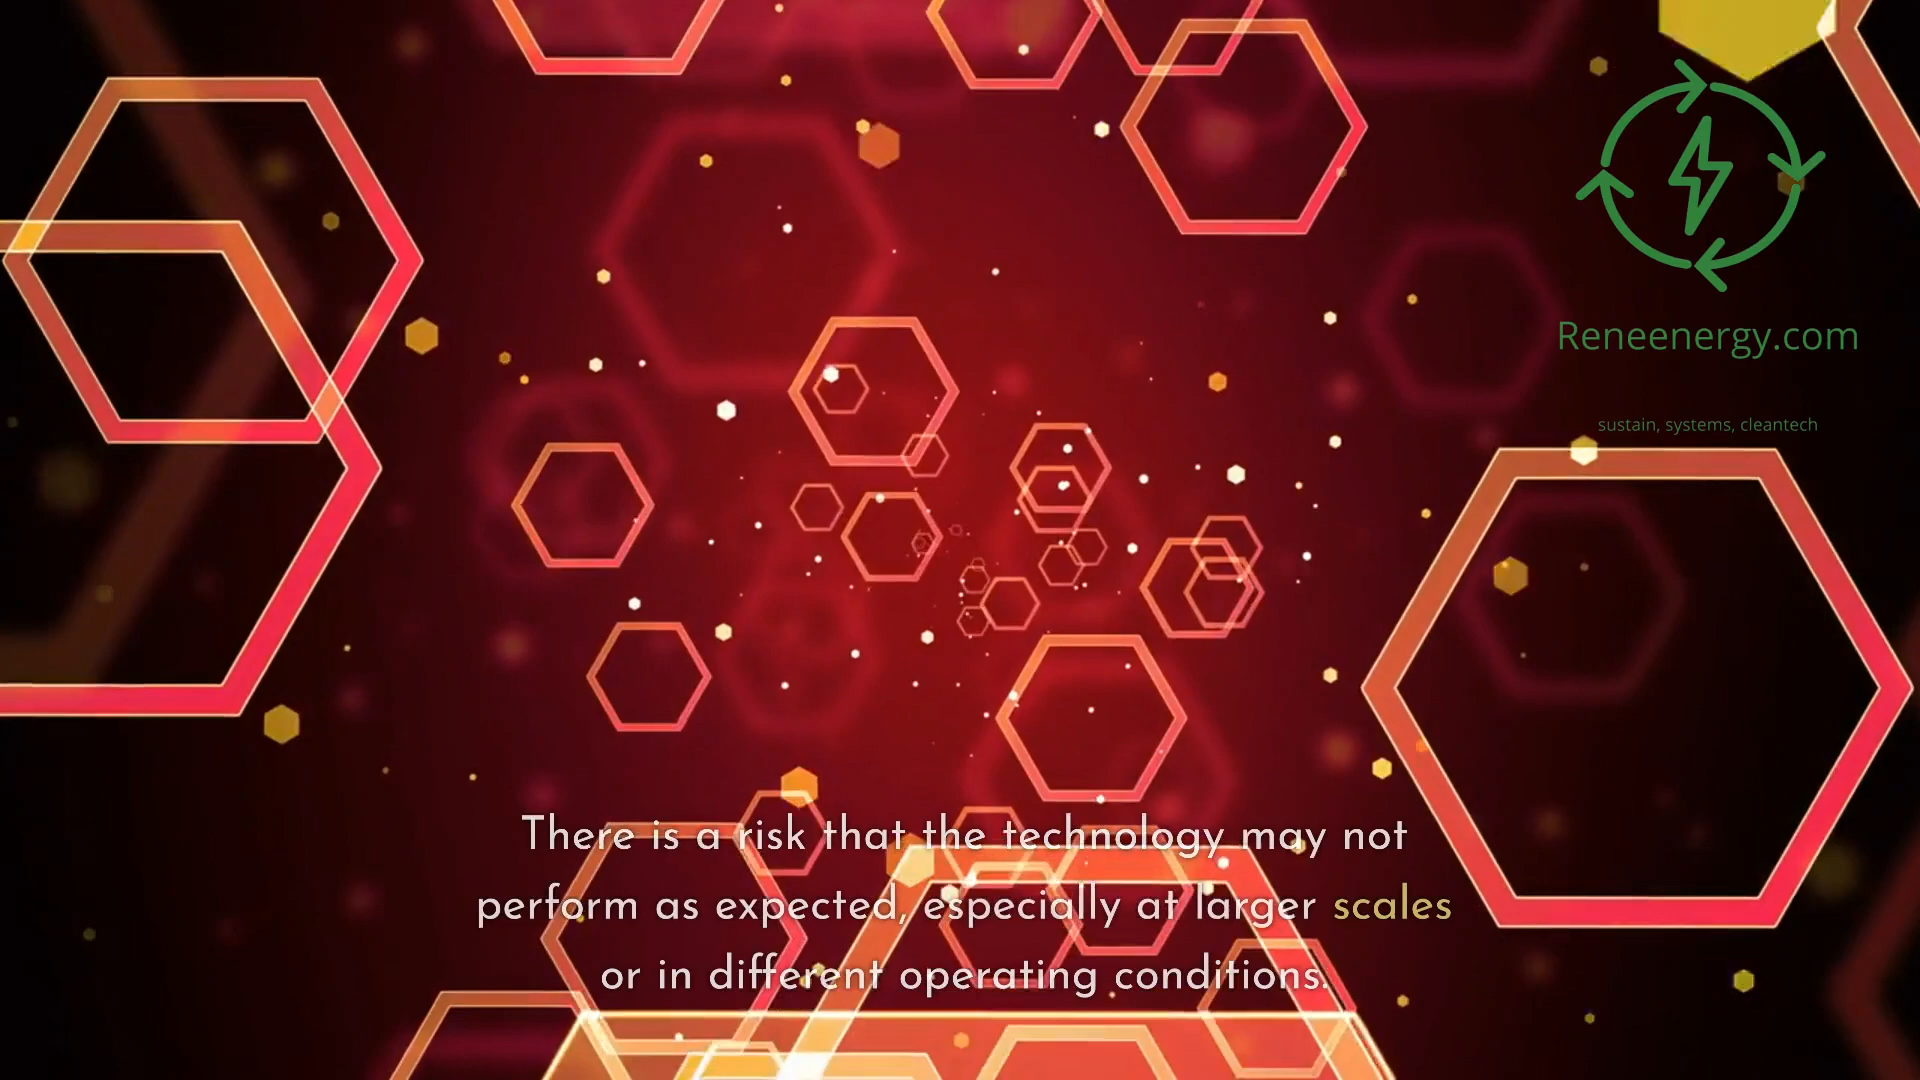 Reneenergy.com
sustain, systems, cleantech
There is a risk that the technology may not
perform as expected, especially at larger scales
or in different operating conditions.